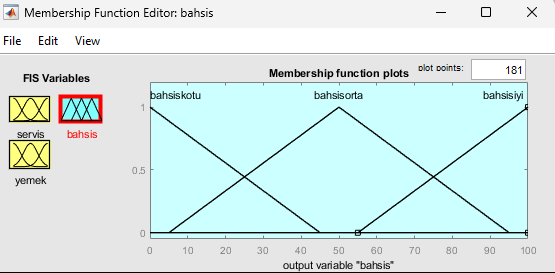 Membership Function Editor: bahsis
File Edit View
FIS Variables
servis
bahsis
yemek
Membership function plots
plot points:
181
bahsiskotu
bahsisorta
bahsisiyi
1
0.5
0
0 10 20 30 40 50 60 70 80 90 100
output variable "bahsis"